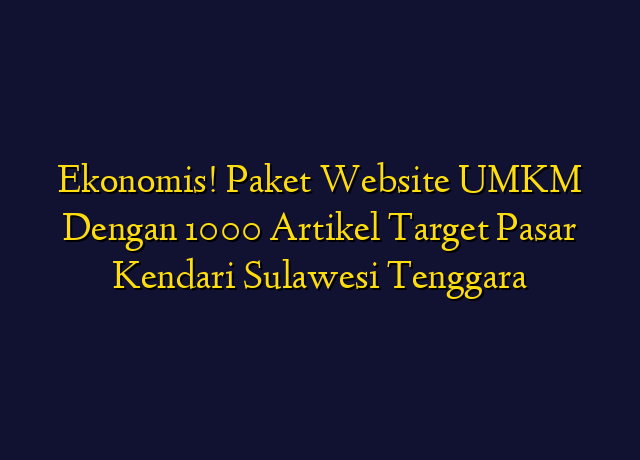 Ekonomis! Paket Website UMKM
Dengan 1000 Artikel Target Pasar
Kendari Sulawesi Tenggara